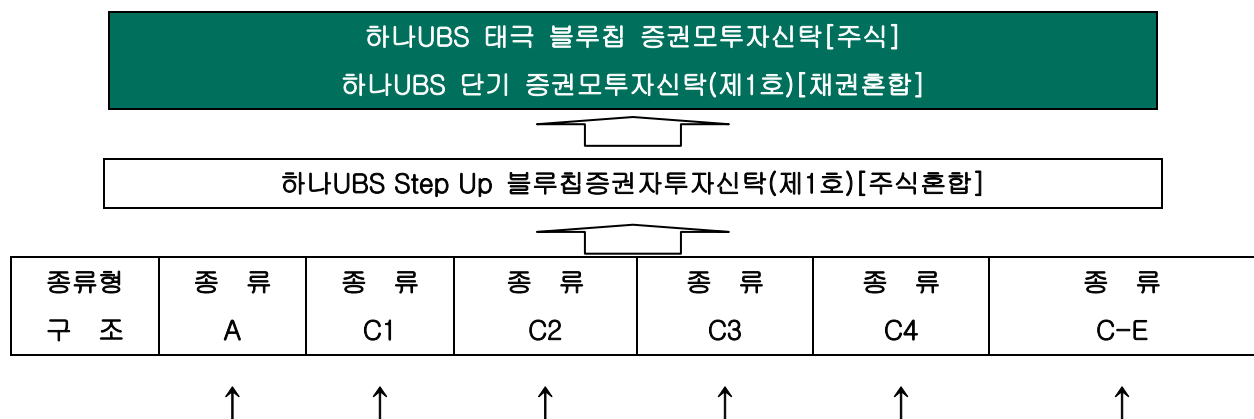 하나UBS 태극 블루칩 증권모투자신탁[주식]
하나UBS 단기 증권모투자신탁(제1호)[채권혼합]
하나UBS Step Up 블루칩증권자투자신탁(제1호)[주식혼합]
종류형 종 류 종 류 종 류 종 류 종 류 종 류
구 조 A C1 C2 C3 C4 C-E